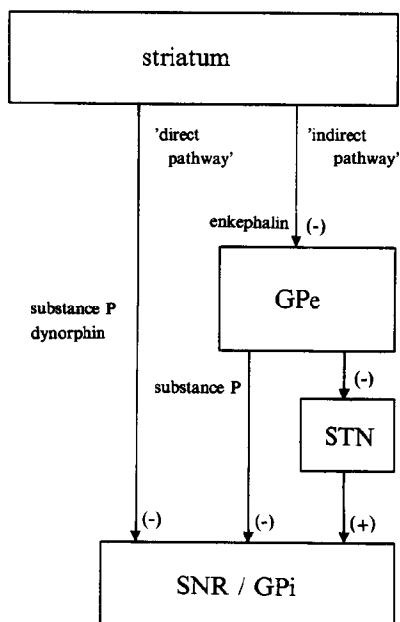 striatum
'direct
pathway'
'indirect
pathway'
enkephalin (-)
GPe
substance P
dynorphin
substance P
(-)
STN
(-)
(-)
(+)
SNR / GPi